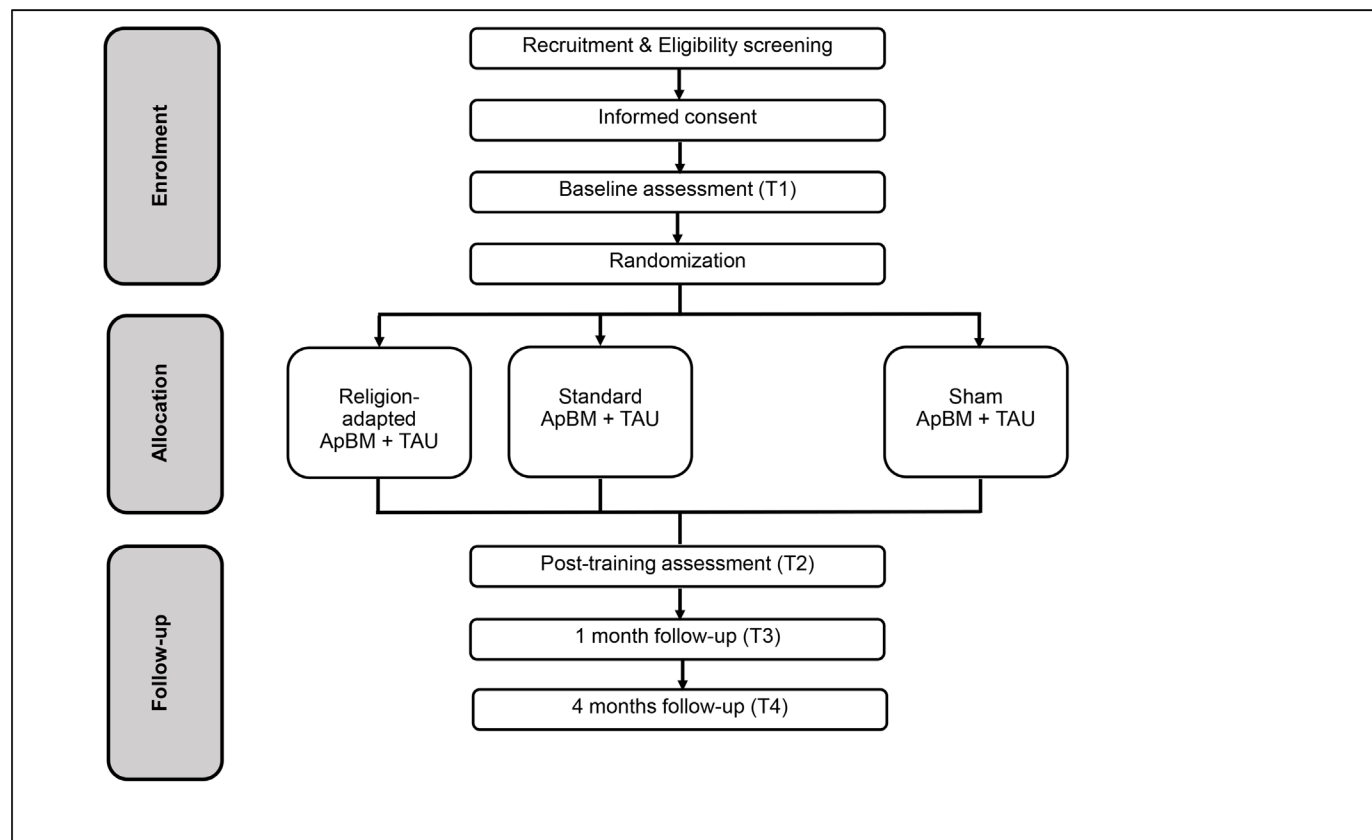 Enrolment
Recruitment & Eligibility screening
Informed consent
Baseline assessment (T1)
Randomization
Allocation
Religion-
adapted
ApBM + TAU
Standard
ApBM + TAU
Sham
ApBM + TAU
Follow-up
Post-training assessment (T2)
1 month follow-up (T3)
4 months follow-up (T4)